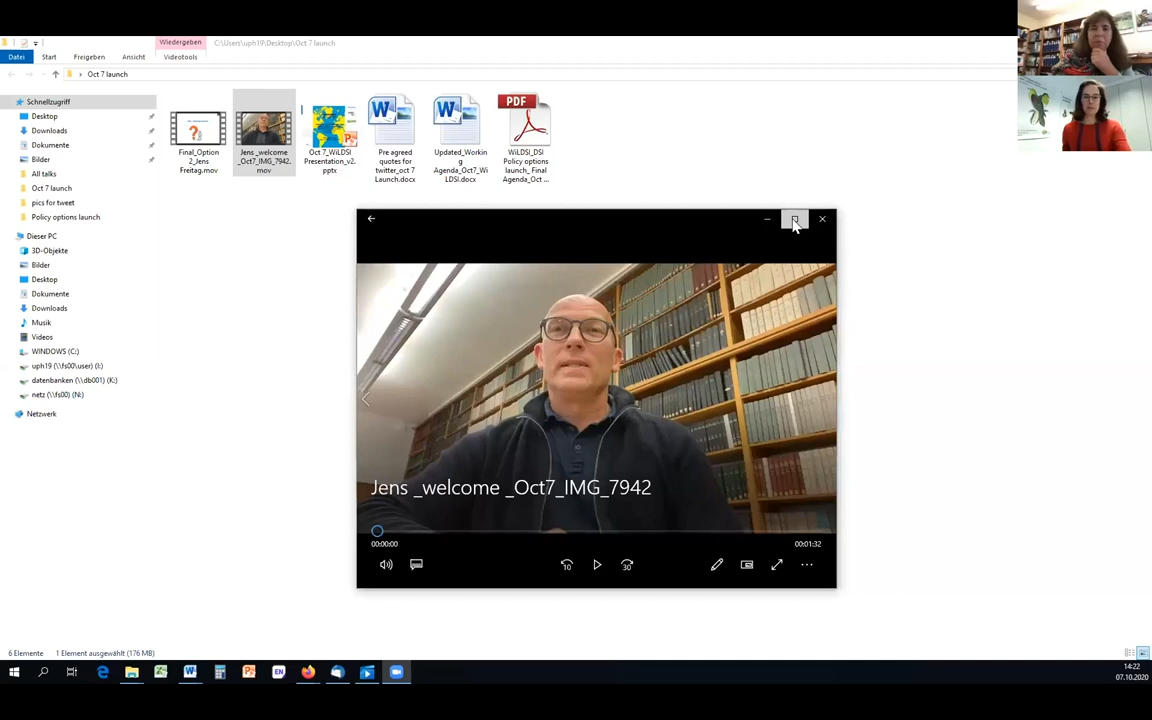 Wiedergeben
C:\Users\uph19\Desktop\Oct 7 launch
Datei
Start
Freigeben
Ansicht
Videotools
Oct 7 launch
Schnellzugriff
Desktop
Downloads
Dokumente
Bilder
All talks
Oct 7 launch
pics for tweet
Policy options launch
Dieser PC
3D-Objekte
Bilder
Desktop
Dokumente
Downloads
Musik
Videos
WINDOWS (C:)
uph19 (\\fs00\user) (I:)
datenbanken (\\db001) (K:)
netz (\\fs00) (N:)
Netzwerk
Final_Option
2_Jens
Freitag.mov
Jens_welcome
_Oct7_IMG_7942.
mov
Oct 7_WiLDSI
Presentation_v2.
pptx
Pre agreed
quotes for
twitter_oct 7
Launch.docx
Updated_Workin
g
Agenda_Oct7_Wi
LDSI.docx
PDF
WiLDSI_DSI
Policy options
launch_ Final
Agenda_Oct ...
Jens _welcome _Oct7_IMG_7942
00:00:00
00:01:32
10
30
6 Elemente
1 Element ausgewählt (176 MB)
EN
14:22
07.10.2020